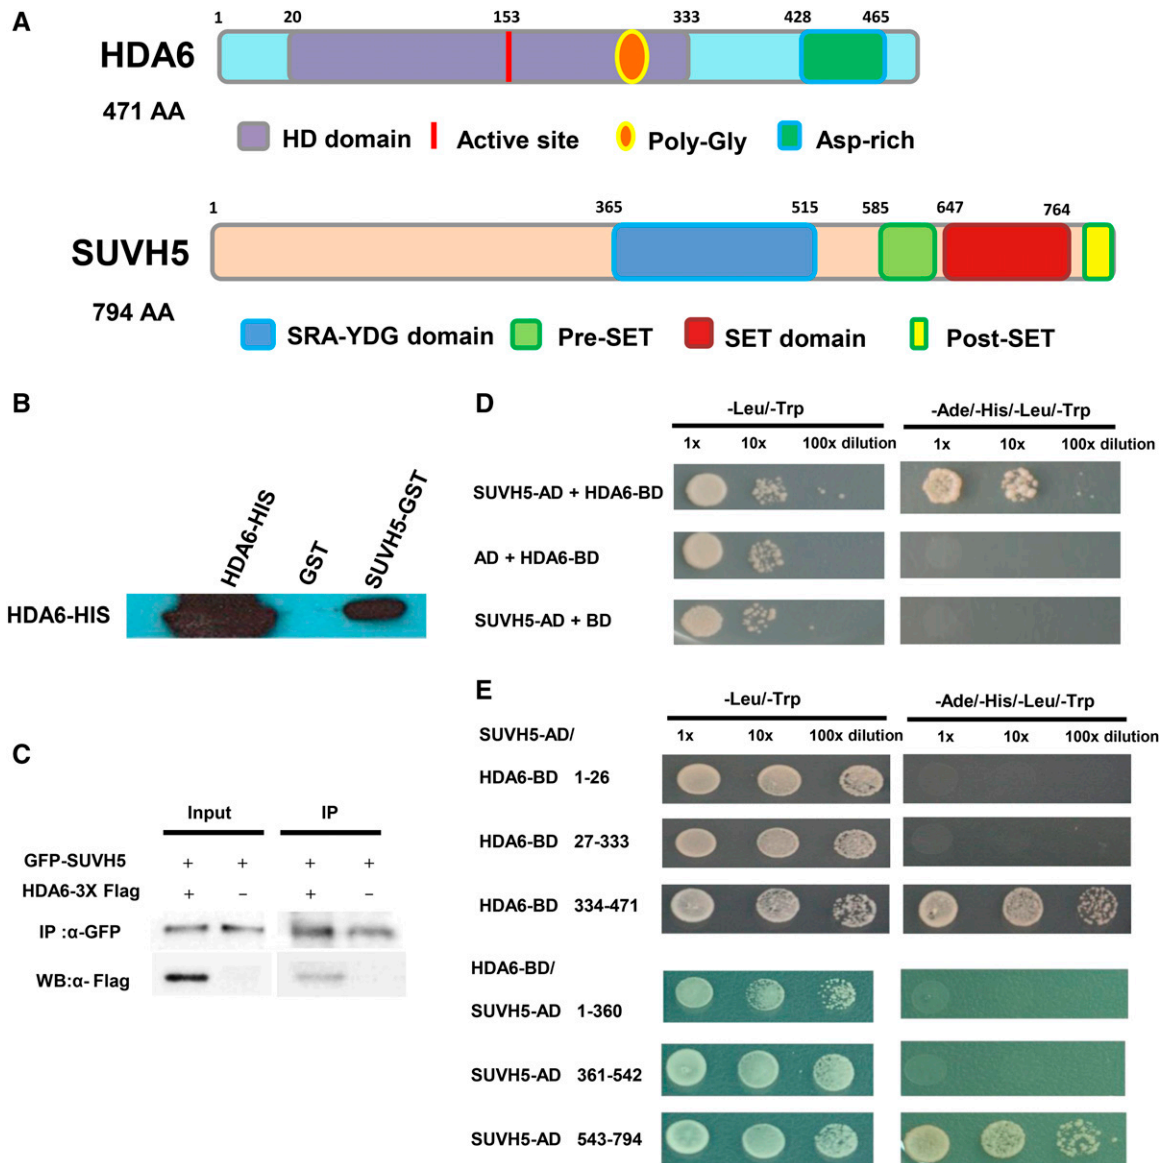 A
1 20 153 333 428 465
HDA6
471 AA
HD domain Active site Poly-Gly Asp-rich
1 365 515 585 647 764
SUVH5
794 AA
SRA-YDG domain Pre-SET SET domain Post-SET
B
HDA6-HIS GST SUVH5-GST
HDA6-HIS
C
Input IP
GFP-SUVH5 + + + +
HDA6-3X Flag + – + –
IP :α-GFP
WB:α- Flag
D
-Leu/-Trp -Ade/-His/-Leu/-Trp
1x 10x 100x dilution 1x 10x 100x dilution
SUVH5-AD + HDA6-BD
AD + HDA6-BD
SUVH5-AD + BD
E
-Leu/-Trp -Ade/-His/-Leu/-Trp
SUVH5-AD/ 1x 10x 100x dilution 1x 10x 100x dilution
HDA6-BD 1-26
HDA6-BD 27-333
HDA6-BD 334-471
HDA6-BD/
SUVH5-AD 1-360
SUVH5-AD 361-542
SUVH5-AD 543-794